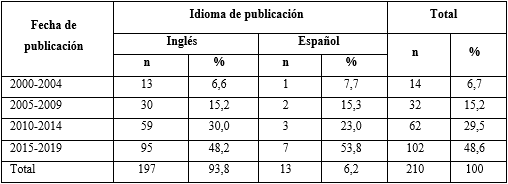 Fecha de publicación Idioma de publicación Total
Inglés Español n %
n % n %
2000-2004 13 6,6 1 7,7 14 6,7
2005-2009 30 15,2 2 15,3 32 15,2
2010-2014 59 30,0 3 23,0 62 29,5
2015-2019 95 48,2 7 53,8 102 48,6
Total 197 93,8 13 6,2 210 100